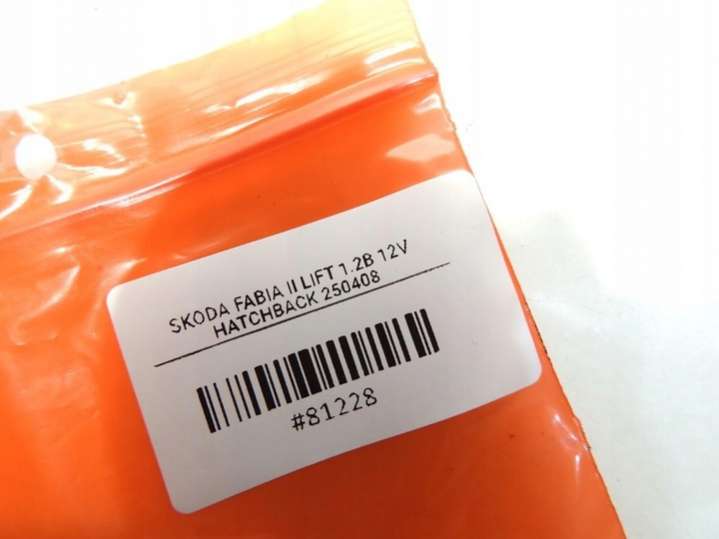 SKODA FABIA II LIFT 1.2B 12V
HATCHBACK 250408
#81228